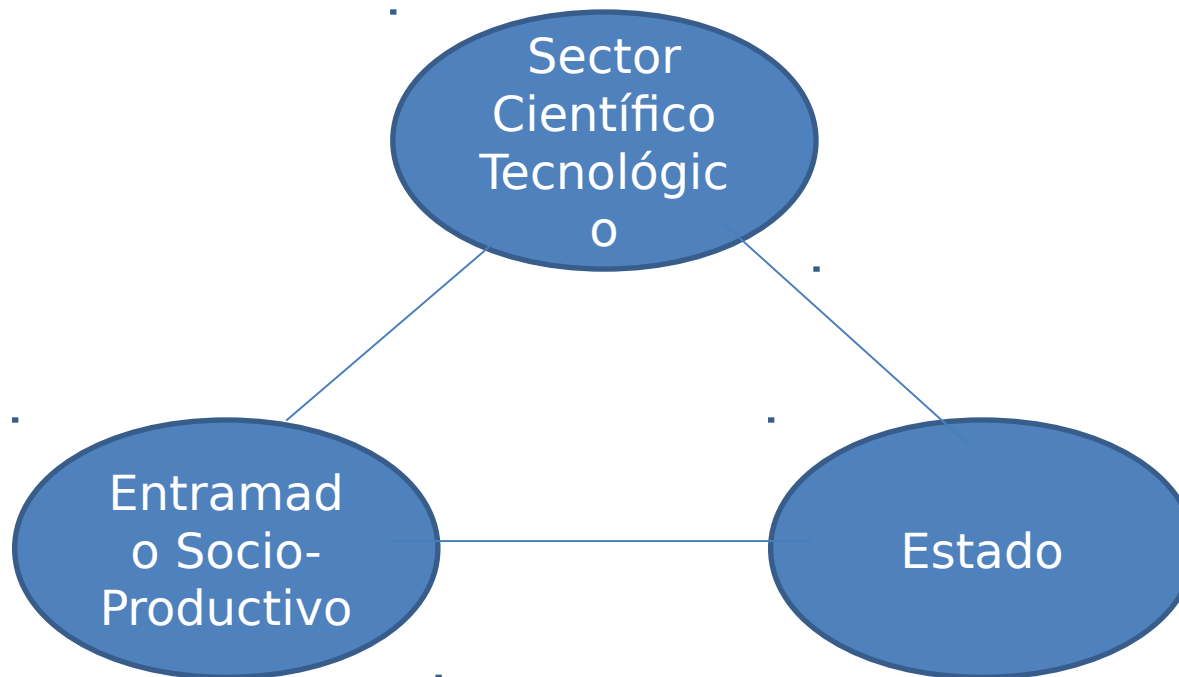 Sector
Científico
Tecnológic
o
Entramad
o Socio-
Productivo
Estado